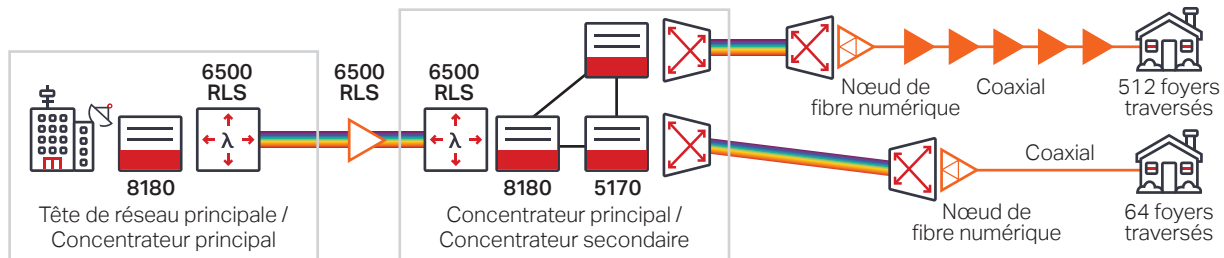 6500
RLS
λ
8180
Tête de réseau principale /
Concentrateur principal
6500
RLS
6500
RLS
λ
8180
5170
Concentrateur principal /
Concentrateur secondaire
Nœud de
fibre numérique
Coaxial
512 foyers
traversés
Coaxial
Nœud de
fibre numérique
64 foyers
traversés